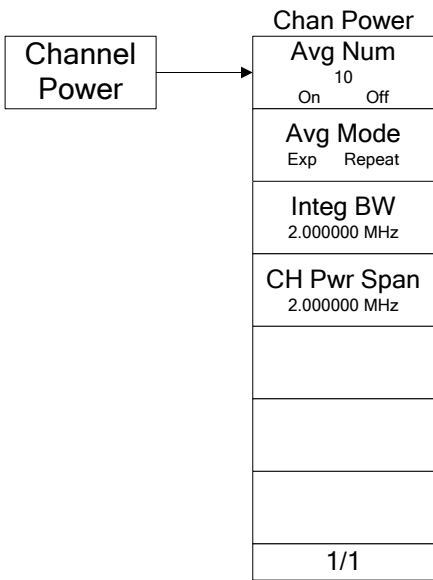 Channel
Power
Chan Power
Avg Num
10
On Off
Avg Mode
Exp Repeat
Integ BW
2.000000 MHz
CH Pwr Span
2.000000 MHz
1/1